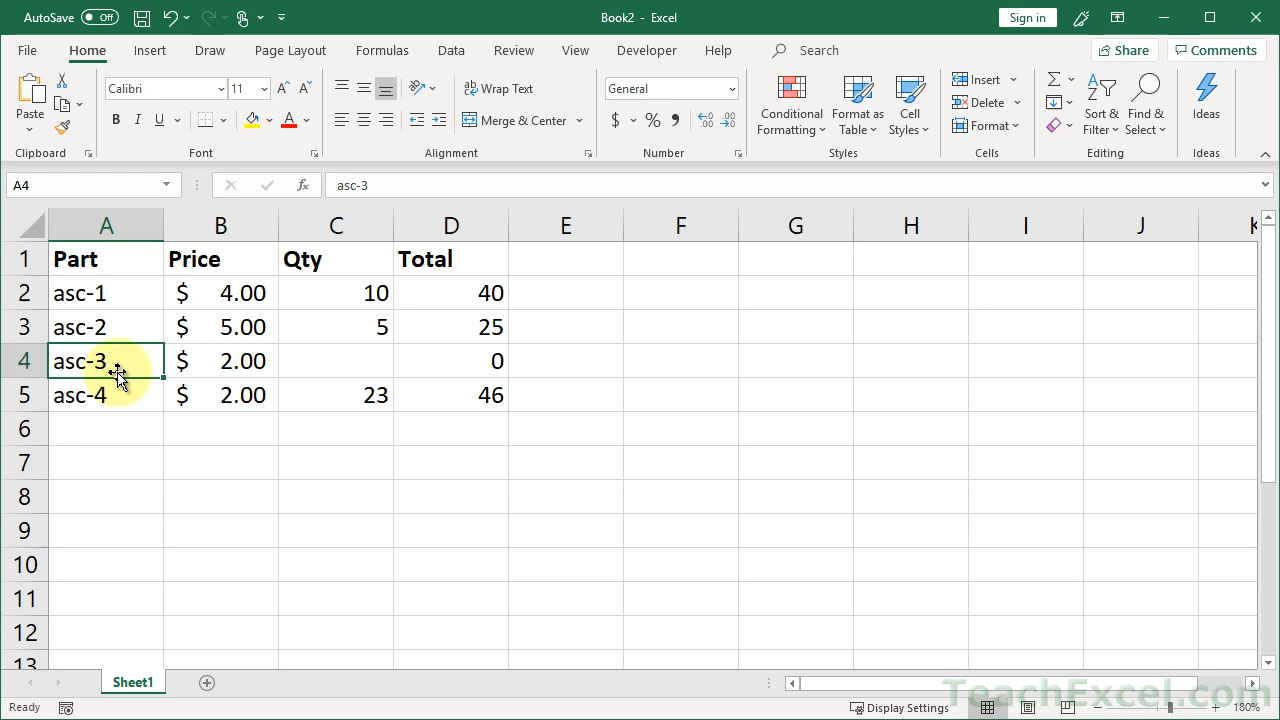 AutoSave Off Book2 - Excel Sign in
File Home Insert Draw Page Layout Formulas Data Review View Developer Help Search Share Comments
Calibri 11 Wrap Text General Insert
Paste B I U A Merge & Center $ % Conditional Formatting Format as Table Cell Styles Delete Format Sort & Filter Find & Select Ideas
Clipboard Font Alignment Number Styles Cells Editing Ideas
A4 fx asc-3
A B C D E F G H I J K
1 Part Price Qty Total
2 asc-1 $ 4.00 10 40
3 asc-2 $ 5.00 5 25
4 asc-3 $ 2.00 0
5 asc-4 $ 2.00 23 46
6
7
8
9
10
11
12
13
Sheet1
TeachExcel.com
Ready Display Settings 180%